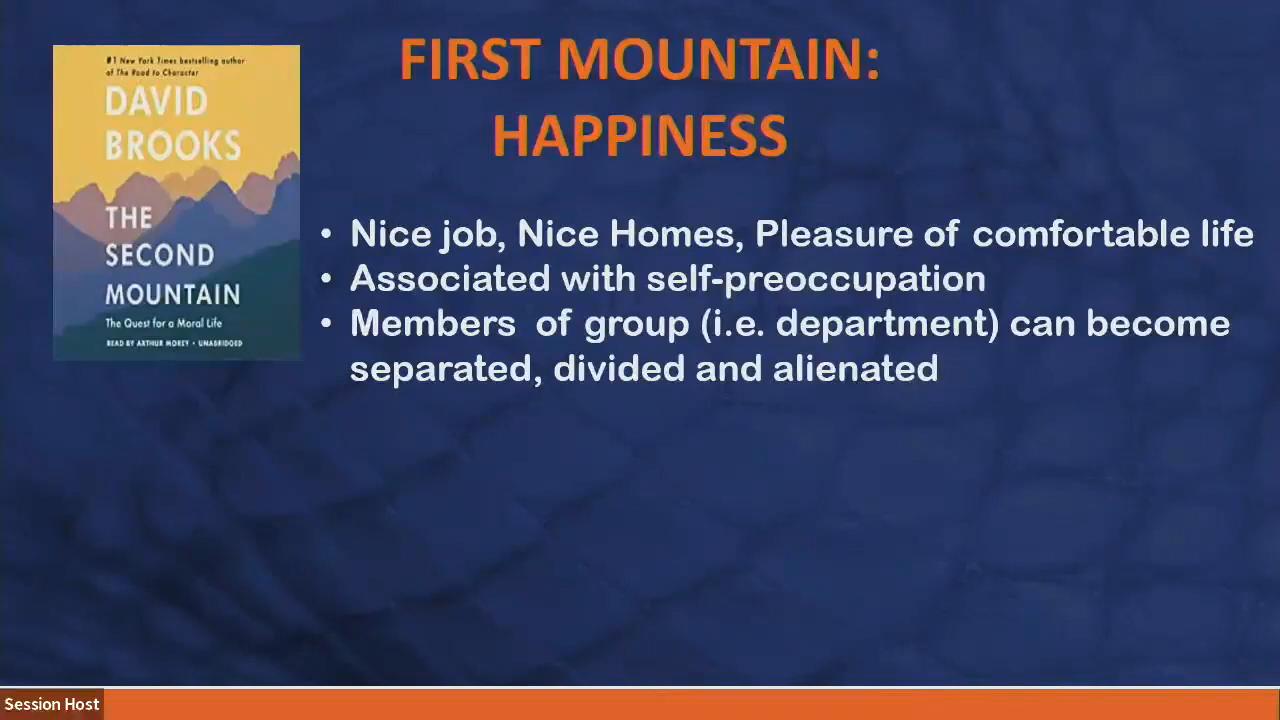 #1 New York Times bestselling author
of The Road to Character
DAVID
BROOKS
THE
SECOND
MOUNTAIN
The Quest for a Moral Life
READ BY ARTHUR MOREY • UNABRIDGED
FIRST MOUNTAIN:
HAPPINESS
• Nice job, Nice Homes, Pleasure of comfortable life
• Associated with self-preoccupation
• Members of group (i.e. department) can become
separated, divided and alienated
Session Host